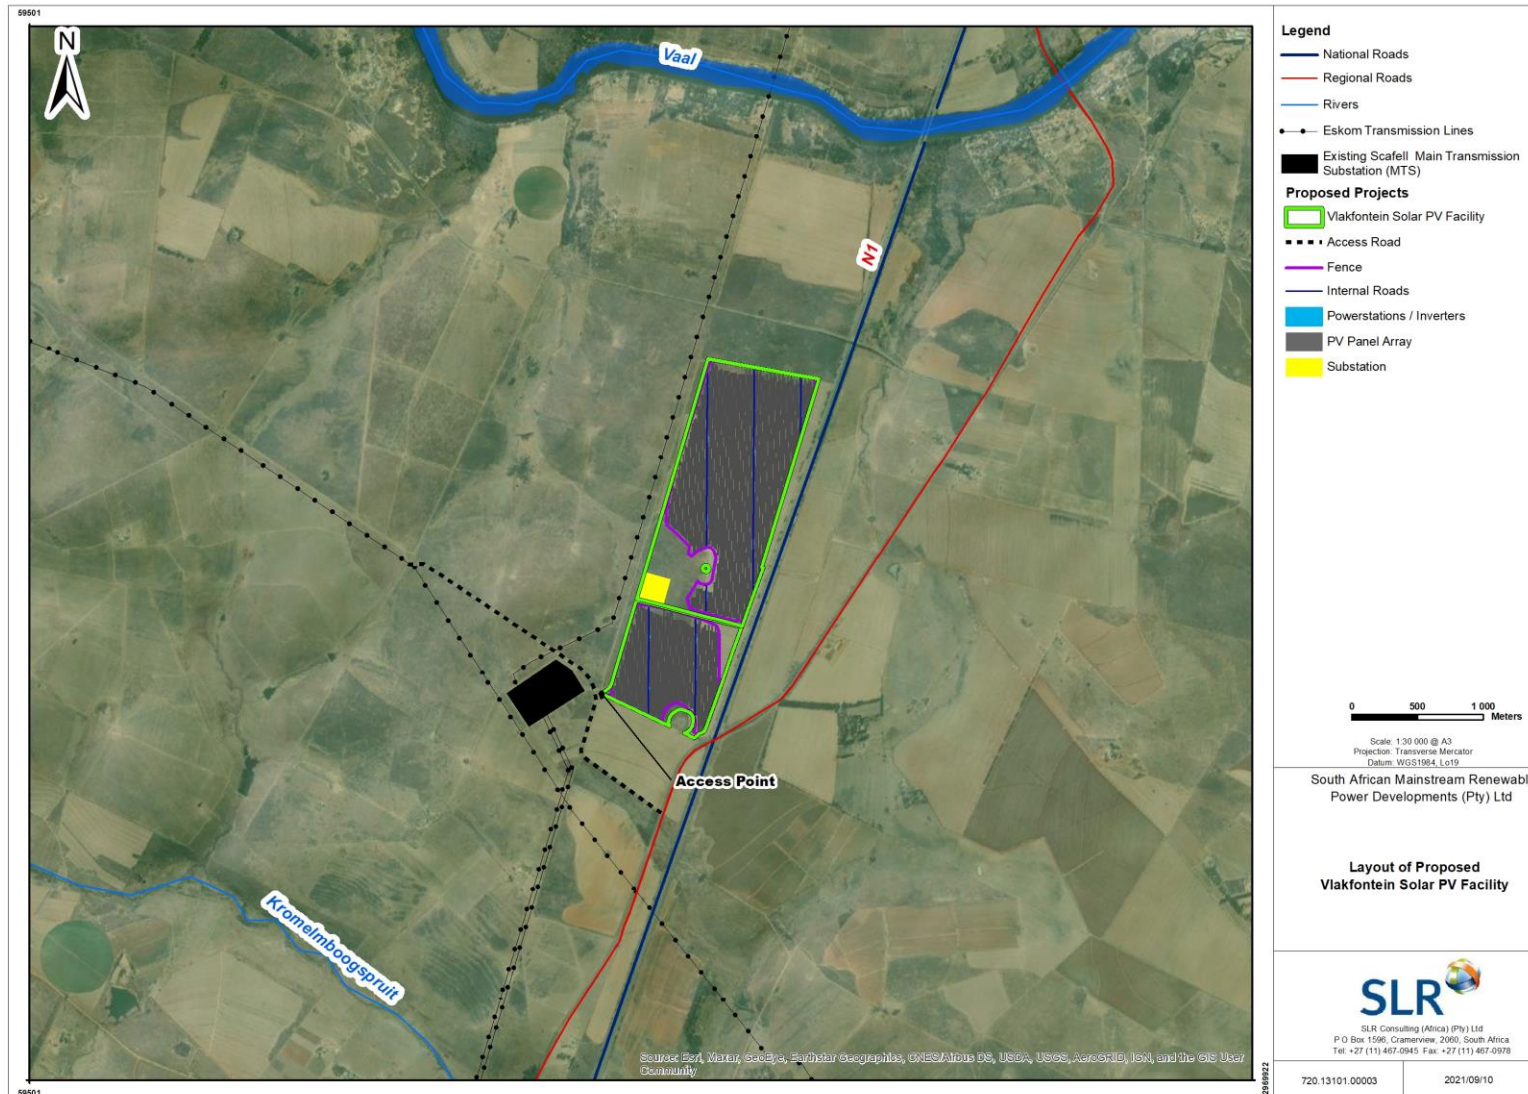 59501
N
Vaal
N1
Access Point
Kromelmboogspruit
Source: Esri, Maxar, GeoEye, Earthstar Geographics, CNES/Airbus DS, USDA, USGS, AeroGRID, IGN, and the GIS User
Community
59501
2969922
Legend
National Roads
Regional Roads
Rivers
Eskom Transmission Lines
Existing Scafell Main Transmission
Substation (MTS)
Proposed Projects
Vlakfontein Solar PV Facility
Access Road
Fence
Internal Roads
Powerstations / Inverters
PV Panel Array
Substation
0 500 1 000
Meters
Scale: 1:30 000 @ A3
Projection: Transverse Mercator
Datum: WGS1984, Lo19
South African Mainstream Renewabl
Power Developments (Pty) Ltd
Layout of Proposed
Vlakfontein Solar PV Facility
SLR
SLR Consulting (Africa) (Pty) Ltd
P O Box 1596, Cramerview, 2060, South Africa
Tel: +27 (11) 467-0945 Fax: +27 (11) 467-0978
720.13101.00003
2021/09/10